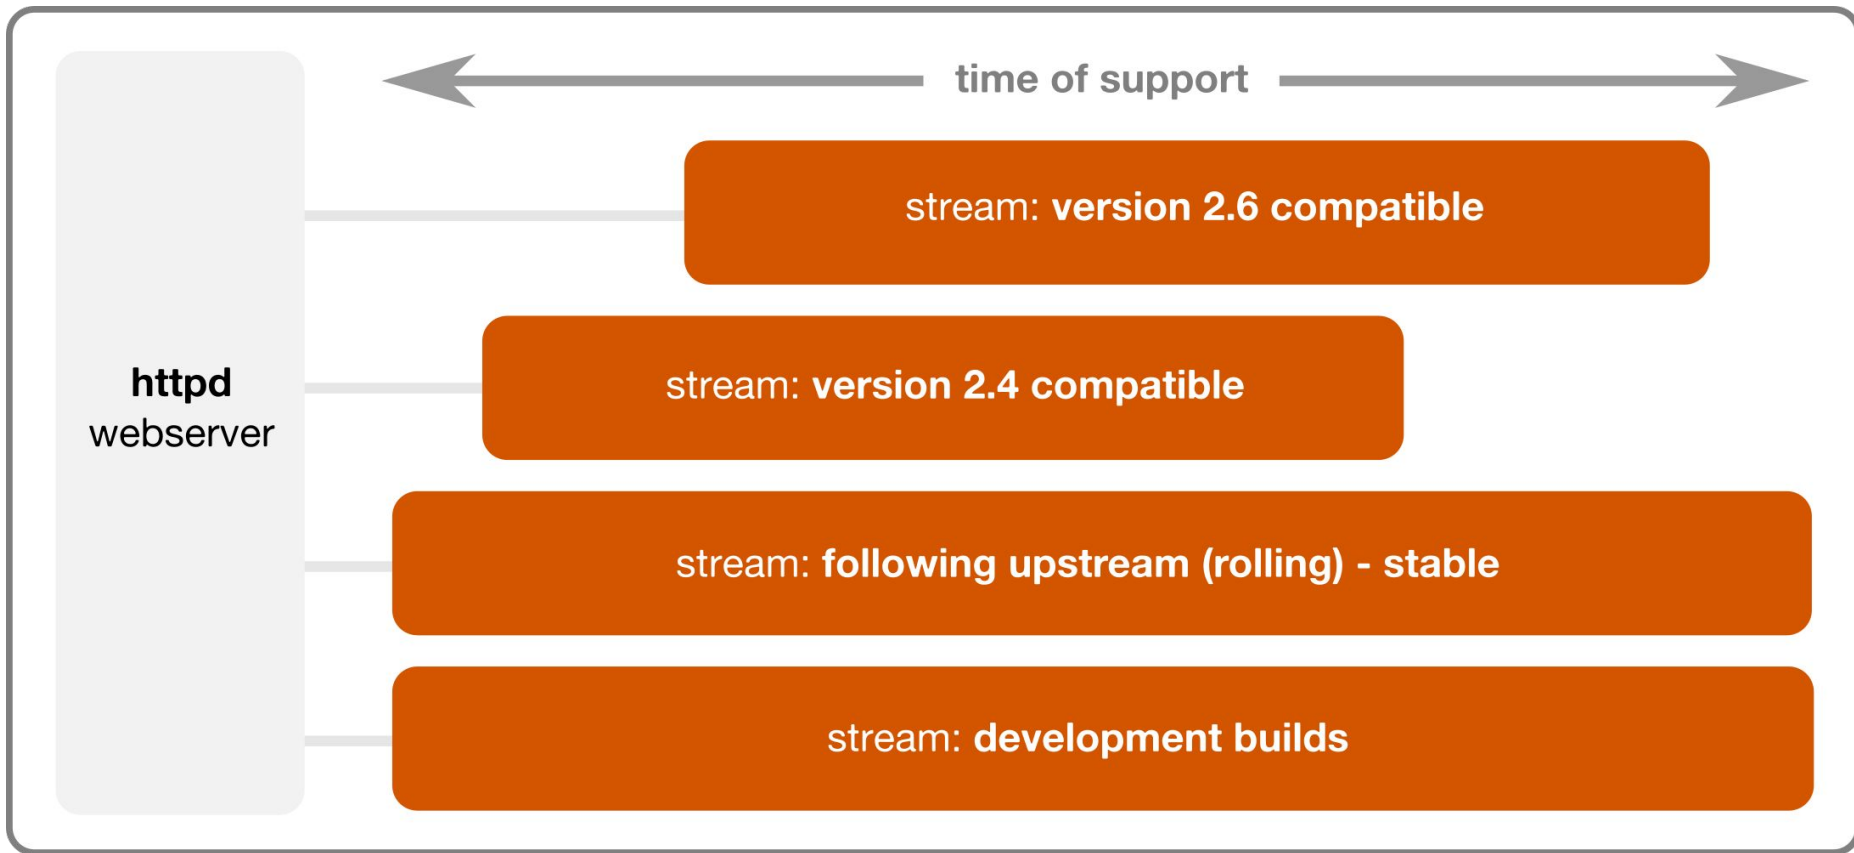 time of support
stream: version 2.6 compatible
stream: version 2.4 compatible
httpd
webserver
stream: following upstream (rolling) - stable
stream: development builds